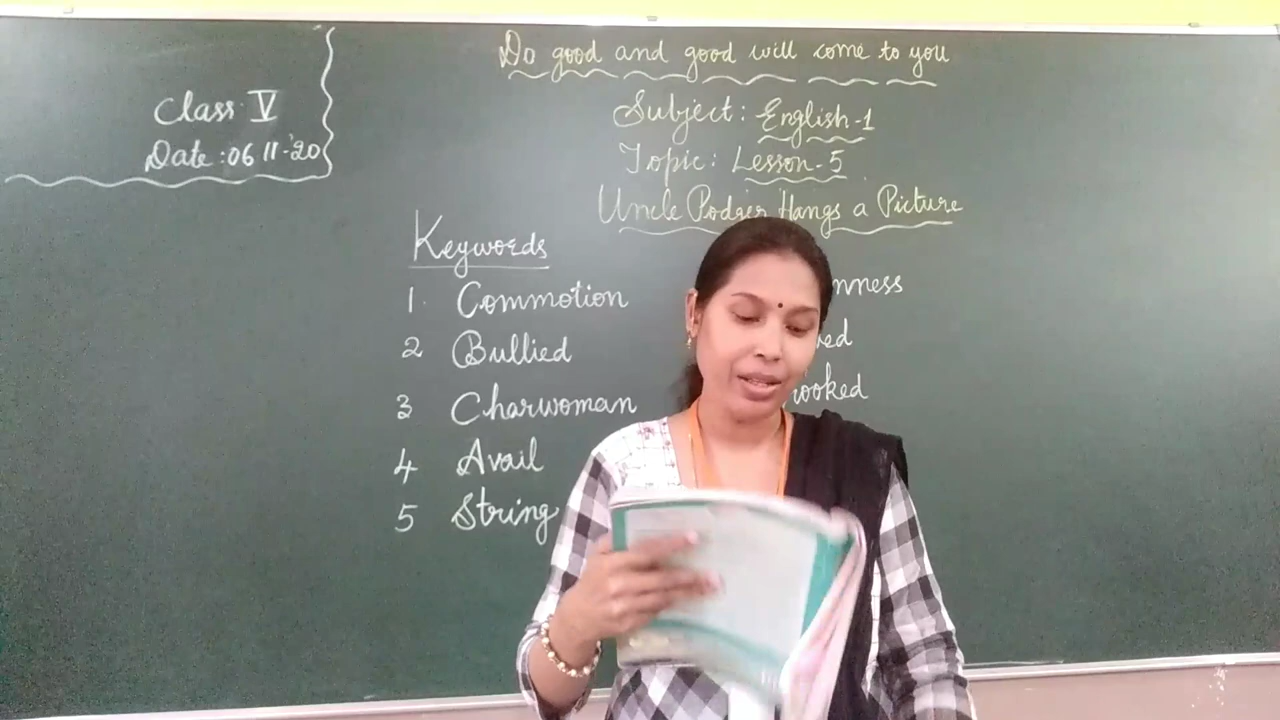 Do good and good will come to you
Class V
Date : 06 11-'20
Subject: English-1
Topic: Lesson-5
Uncle Podger Hangs a Picture
Keywords
1. Commotion
2 Bullied
3 Charwoman
4 Avail
5 String